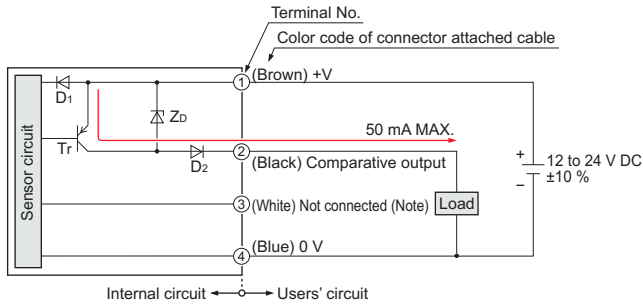 Terminal No.
Color code of connector attached cable
1 (Brown) +V
D1
ZD
Tr
50 mA MAX.
D2
2 (Black) Comparative output
Sensor circuit
+
−
12 to 24 V DC
±10 %
3 (White) Not connected (Note)
Load
4 (Blue) 0 V
Internal circuit
Users' circuit